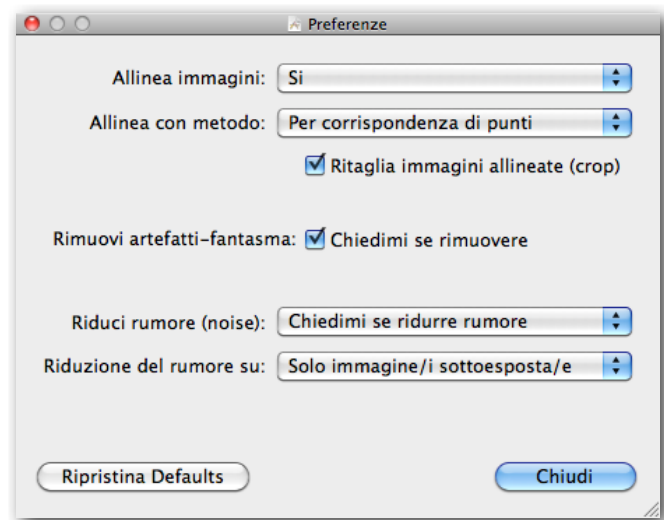 Preferenze
Allinea immagini: Si
Allinea con metodo: Per corrispondenza di punti
Ritaglia immagini allineate (crop)
Rimuovi artefatti-fantasma: Chiedimi se rimuovere
Riduci rumore (noise): Chiedimi se ridurre rumore
Riduzione del rumore su: Solo immagine/i sottoesposta/e
Ripristina Defaults Chiudi